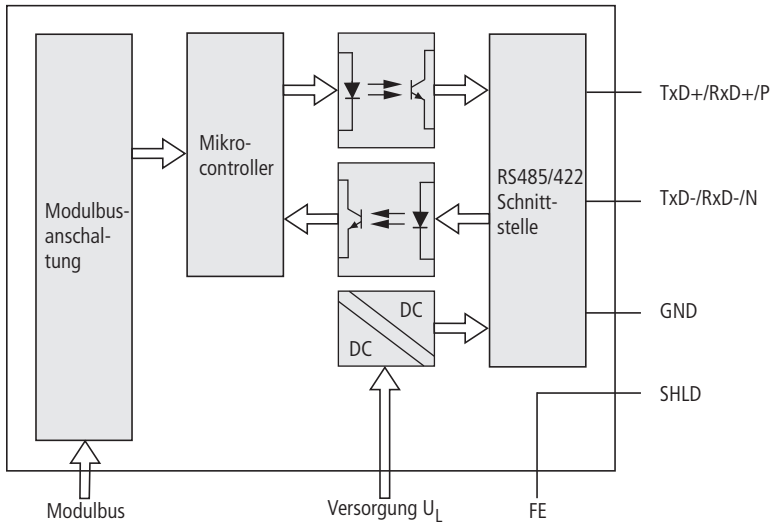 Modulbus-
anschal-
tung
Mikro-
controller
RS485/422
Schnitt-
stelle
DC
DC
TxD+/RxD+/P
TxD-/RxD-/N
GND
SHLD
Modulbus
Versorgung U_L
FE